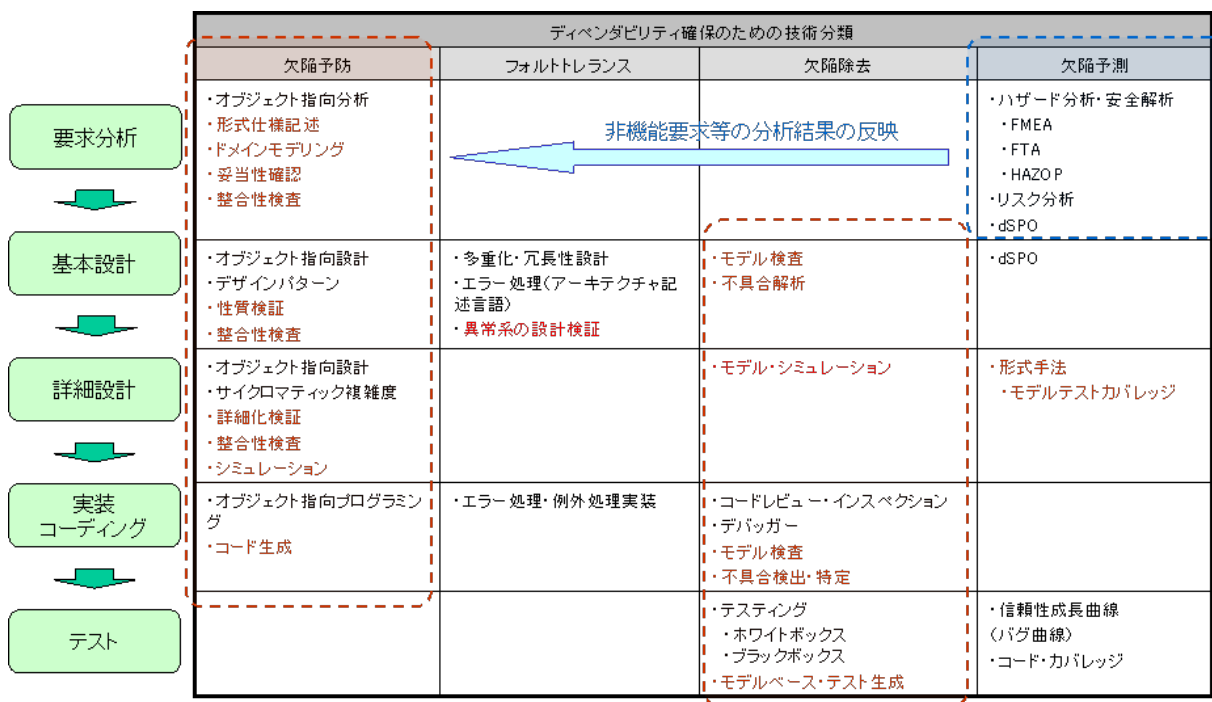 ディペンダビリティ確保のための技術分類
欠陥予防
フォルトトレランス
欠陥除去
欠陥予測
要求分析
・オブジェクト指向分析
・形式仕様記述
・ドメインモデリング
・妥当性確認
・整合性検査
非機能要求等の分析結果の反映
・ハザード分析・安全解析
・FMEA
・FTA
・HAZOP
・リスク分析
・dSPO
基本設計
・オブジェクト指向設計
・デザインパターン
・性質検証
・整合性検査
・多重化・冗長性設計
・エラー処理(アーキテクチャ記
述言語)
・異常系の設計検証
・モデル検査
・不具合解析
・dSPO
詳細設計
・オブジェクト指向設計
・サイクロマティック複雑度
・詳細化検証
・整合性検査
・シミュレーション
・モデル・シミュレーション
・形式手法
・モデルテストカバレッジ
実装
コーディング
・オブジェクト指向プログラミン
グ
・コード生成
・エラー処理・例外処理実装
・コードレビュー・インスペクション
・デバッガー
・モデル検査
・不具合検出・特定
テスト
・テスティング
・ホワイトボックス
・ブラックボックス
・モデルベース・テスト生成
・信頼性成長曲線
(バグ曲線)
・コード・カバレッジ